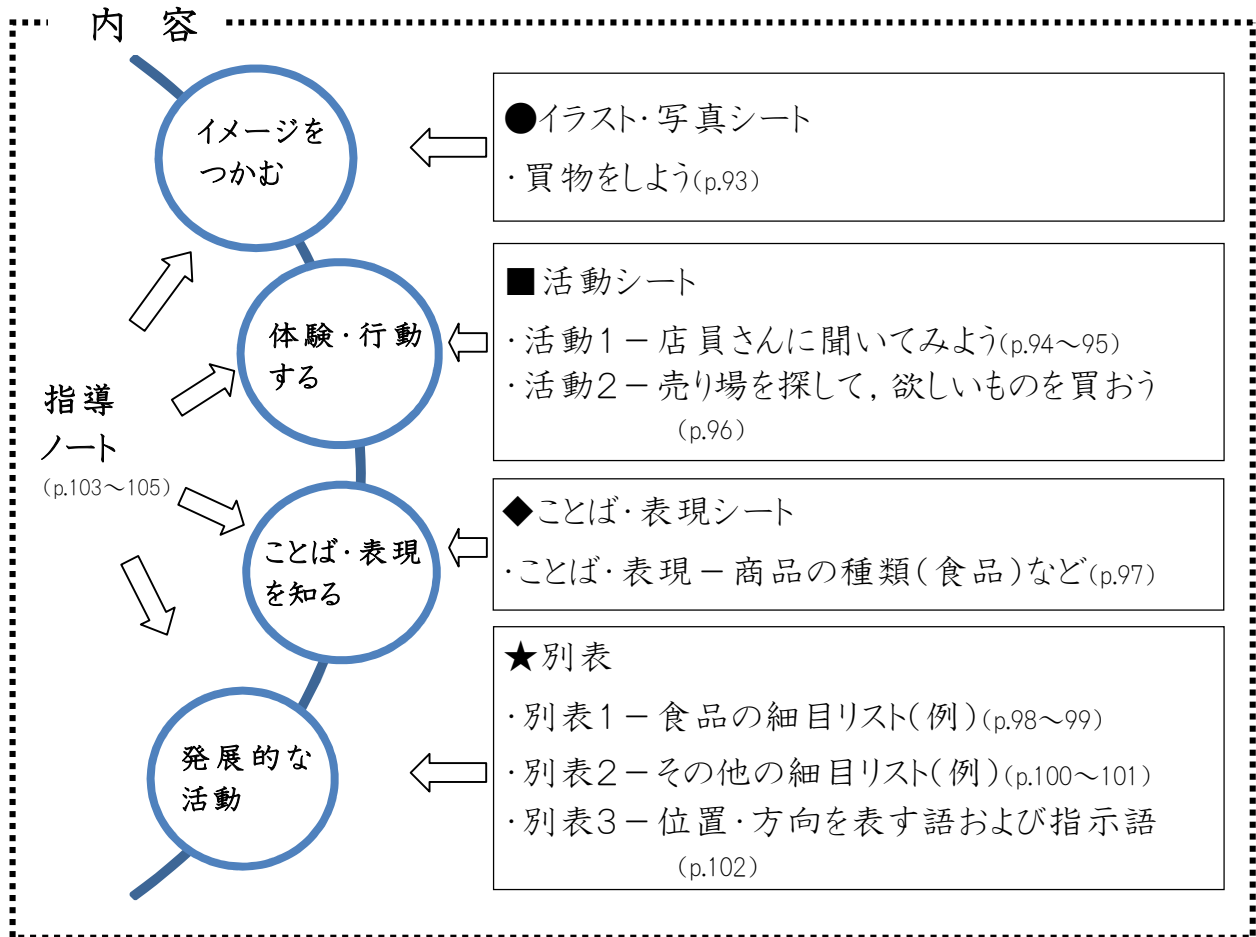 内 容
イメージを
つかむ
●イラスト・写真シート
・買物をしよう(p.93)
体験・行動
する
■活動シート
・活動1－店員さんに聞いてみよう(p.94～95)
・活動2－売り場を探して，欲しいものを買おう
(p.96)
指導
ノート
(p.103～105)
ことば・表現
を知る
◆ことば・表現シート
・ことば・表現－商品の種類(食品)など(p.97)
発展的な
活動
★別表
・別表1－食品の細目リスト(例)(p.98～99)
・別表2－その他の細目リスト(例)(p.100～101)
・別表3－位置・方向を表す語および指示語
(p.102)